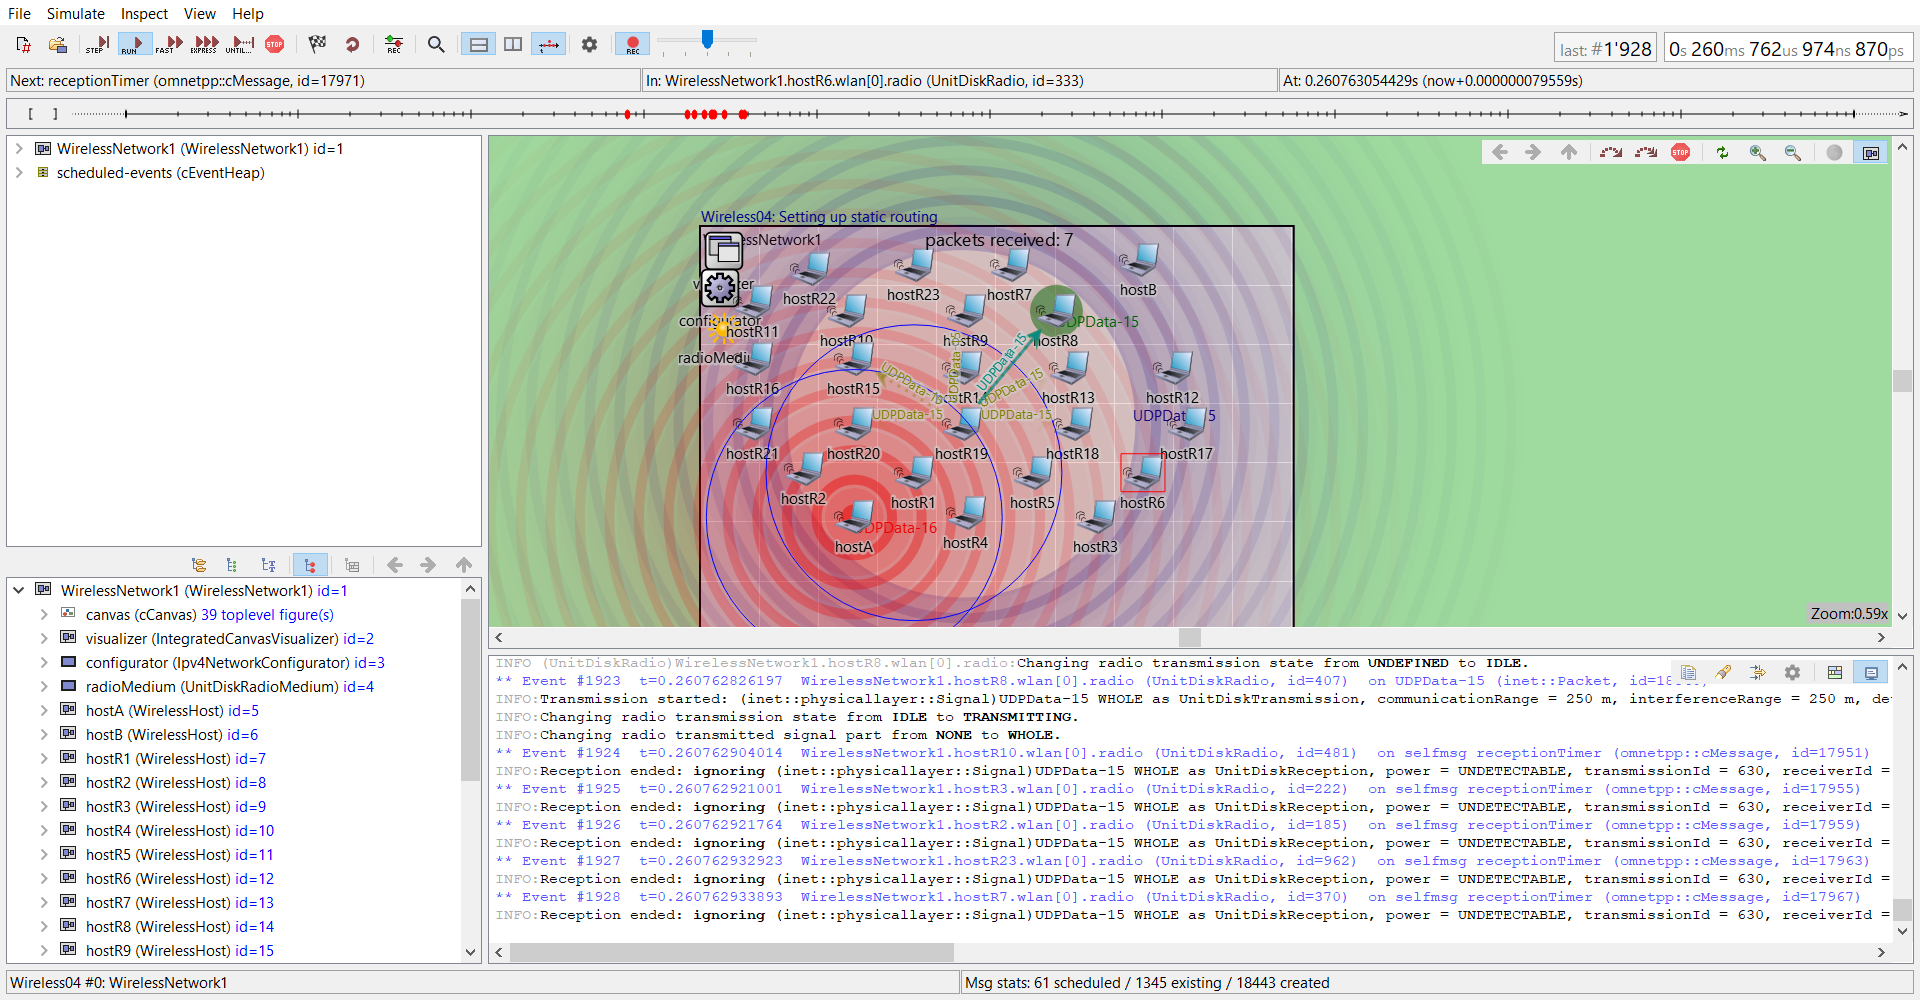 File Simulate Inspect View Help
STEP RUN FAST EXPRESS UNTIL... STOP REC REC
last: #1'928 0s 260ms 762us 974ns 870ps
Next: receptionTimer (omnetpp::cMessage, id=17971) In: WirelessNetwork1.hostR6.wlan[0].radio (UnitDiskRadio, id=333) At: 0.260763054429s (now+0.000000079559s)
[ ]
WirelessNetwork1 (WirelessNetwork1) id=1
scheduled-events (cEventHeap)
WirelessNetwork1 (WirelessNetwork1) id=1
canvas (cCanvas) 39 toplevel figure(s)
visualizer (IntegratedCanvasVisualizer) id=2
configurator (Ipv4NetworkConfigurator) id=3
radioMedium (UnitDiskRadioMedium) id=4
hostA (WirelessHost) id=5
hostB (WirelessHost) id=6
hostR1 (WirelessHost) id=7
hostR2 (WirelessHost) id=8
hostR3 (WirelessHost) id=9
hostR4 (WirelessHost) id=10
hostR5 (WirelessHost) id=11
hostR6 (WirelessHost) id=12
hostR7 (WirelessHost) id=13
hostR8 (WirelessHost) id=14
hostR9 (WirelessHost) id=15
STOP
Wireless04: Setting up static routing
packets received: 7
hostR22
hostR23
hostR7
hostB
configurator
hostR11
hostR10
hostR9
hostR8
UDPData-15
UDPData-15
UDPData-15
UDPData-15
UDPData-15
hostR16
hostR15
hostR13
hostR12
UDPData-15
UDPData-15
hostR21
hostR20
hostR19
hostR18
hostR17
hostR2
hostR1
hostR5
hostR6
hostA
hostR4
hostR3
Zoom:0.59x
INFO (UnitDiskRadio)WirelessNetwork1.hostR8.wlan[0].radio:Changing radio transmission state from UNDEFINED to IDLE.
** Event #1923 t=0.260762826197 WirelessNetwork1.hostR8.wlan[0].radio (UnitDiskRadio, id=407) on UDPData-15 (inet::Packet,
INFO:Transmission started: (inet::physicallayer::Signal)UDPData-15 WHOLE as UnitDiskTransmission, communicationRange = 250 m, interferenceRange = 250 m, de
INFO:Changing radio transmission state from IDLE to TRANSMITTING.
INFO:Changing radio transmitted signal part from NONE to WHOLE.
** Event #1924 t=0.260762904014 WirelessNetwork1.hostR10.wlan[0].radio (UnitDiskRadio, id=481) on selfmsg receptionTimer (omnetpp::cMessage, id=17951)
INFO:Reception ended: ignoring (inet::physicallayer::Signal)UDPData-15 WHOLE as UnitDiskReception, power = UNDETECTABLE, transmissionId = 630, receiverId =
** Event #1925 t=0.260762921001 WirelessNetwork1.hostR3.wlan[0].radio (UnitDiskRadio, id=222) on selfmsg receptionTimer (omnetpp::cMessage, id=17955)
INFO:Reception ended: ignoring (inet::physicallayer::Signal)UDPData-15 WHOLE as UnitDiskReception, power = UNDETECTABLE, transmissionId = 630, receiverId =
** Event #1926 t=0.260762921764 WirelessNetwork1.hostR2.wlan[0].radio (UnitDiskRadio, id=185) on selfmsg receptionTimer (omnetpp::cMessage, id=17959)
INFO:Reception ended: ignoring (inet::physicallayer::Signal)UDPData-15 WHOLE as UnitDiskReception, power = UNDETECTABLE, transmissionId = 630, receiverId =
** Event #1927 t=0.260762932923 WirelessNetwork1.hostR23.wlan[0].radio (UnitDiskRadio, id=962) on selfmsg receptionTimer (omnetpp::cMessage, id=17963)
INFO:Reception ended: ignoring (inet::physicallayer::Signal)UDPData-15 WHOLE as UnitDiskReception, power = UNDETECTABLE, transmissionId = 630, receiverId =
** Event #1928 t=0.260762933893 WirelessNetwork1.hostR7.wlan[0].radio (UnitDiskRadio, id=370) on selfmsg receptionTimer (omnetpp::cMessage, id=17967)
INFO:Reception ended: ignoring (inet::physicallayer::Signal)UDPData-15 WHOLE as UnitDiskReception, power = UNDETECTABLE, transmissionId = 630, receiverId =
Wireless04 #0: WirelessNetwork1 Msg stats: 61 scheduled / 1345 existing / 18443 created